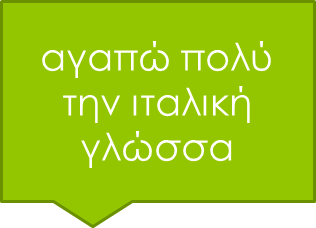 αγαπώ πολύ
την ιταλική
γλώσσα